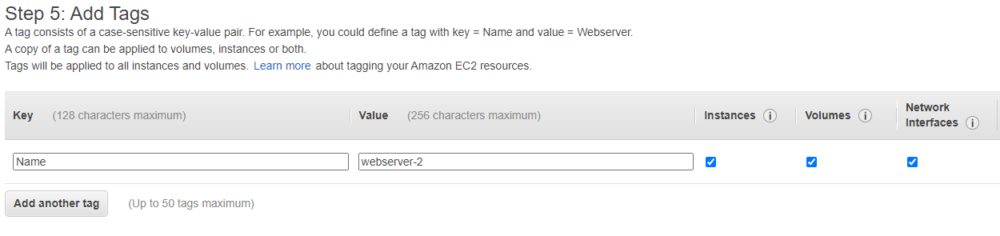 Step 5: Add Tags
A tag consists of a case-sensitive key-value pair. For example, you could define a tag with key = Name and value = Webserver.
A copy of a tag can be applied to volumes, instances or both.
Tags will be applied to all instances and volumes. Learn more about tagging your Amazon EC2 resources.
Key (128 characters maximum) Value (256 characters maximum) Instances i Volumes i Network Interfaces i
Name webserver-2
Add another tag (Up to 50 tags maximum)